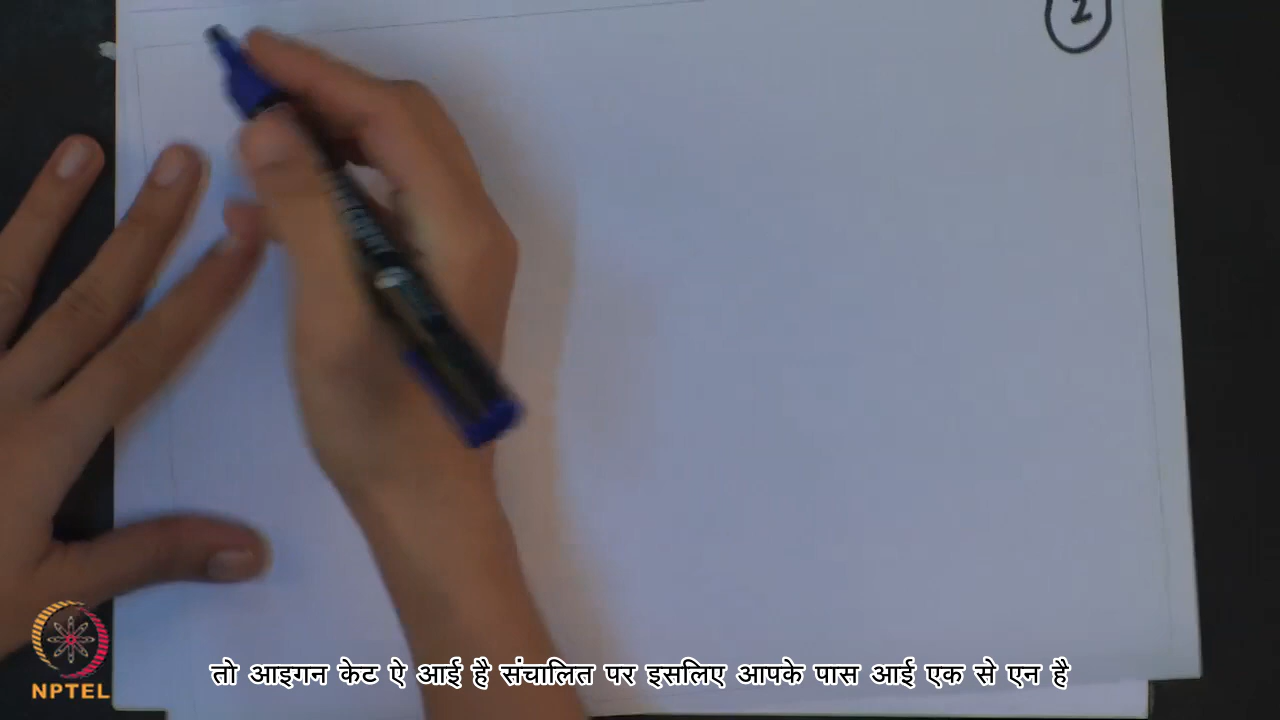 2
तो आइगन केट ऐ आई है संचालित पर इसलिए आपके पास आई एक से एन है
NPTEL